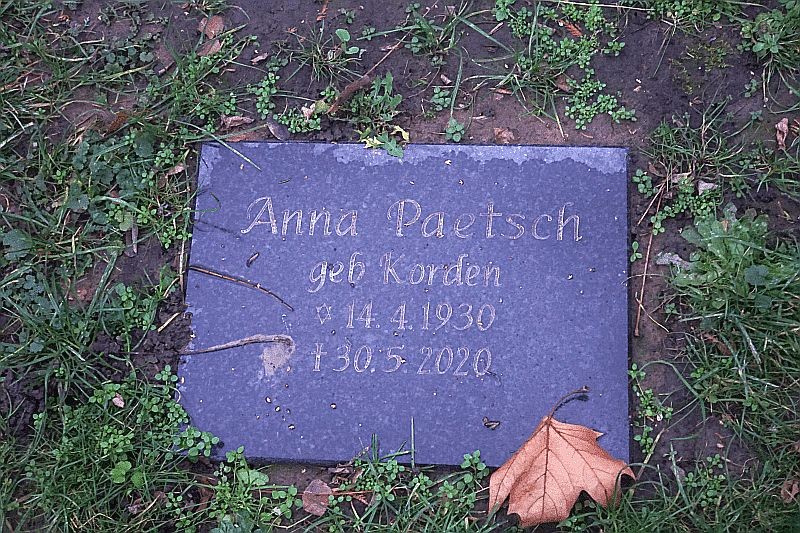 Anna Paetsch
geb Korden
✡ 14.4.1930
† 30.5.2020